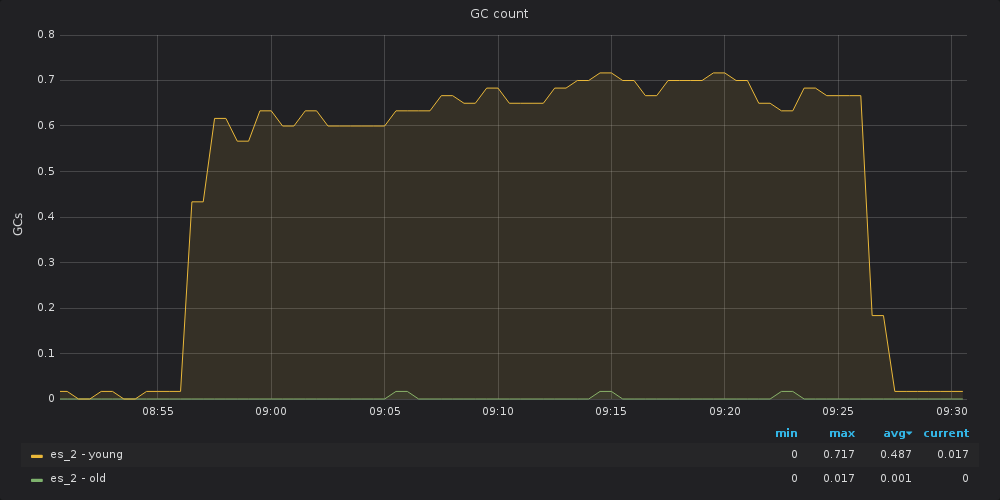 GC count
0.8
0.7
0.6
0.5
0.4
0.3
0.2
0.1
0
GCs
08:55 09:00 09:05 09:10 09:15 09:20 09:25 09:30
min max avg▾ current
es_2 - young 0 0.717 0.487 0.017
es_2 - old 0 0.017 0.001 0